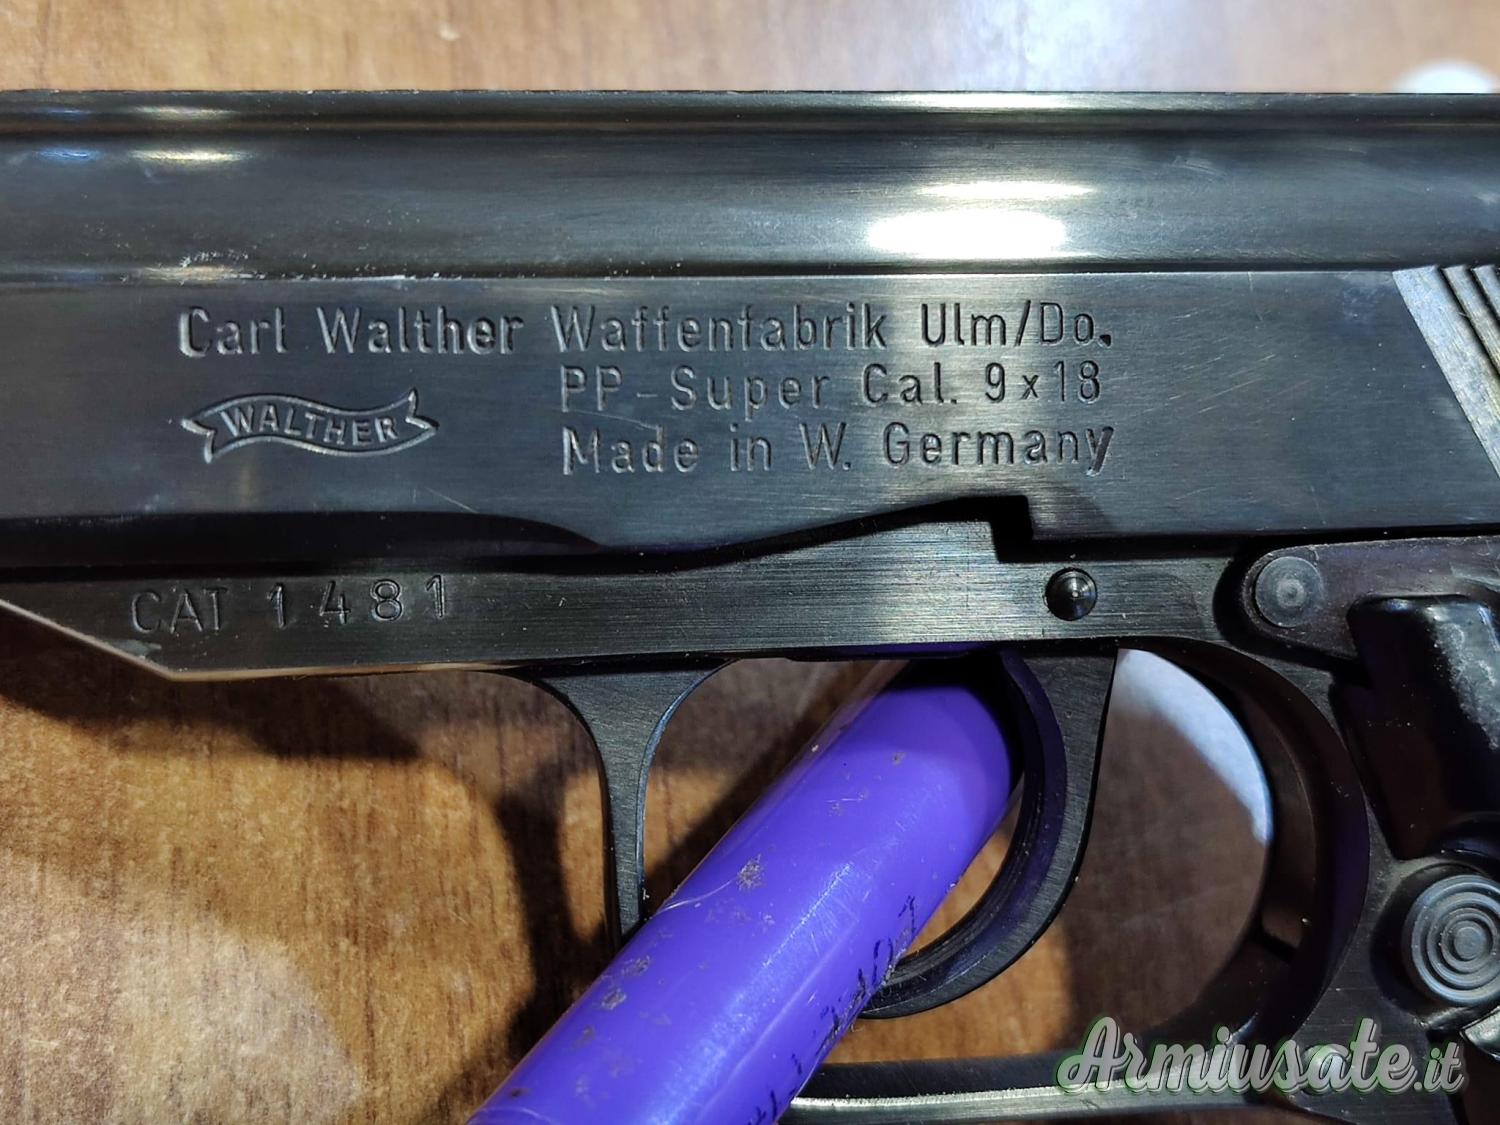 Carl Walther Waffenfabrik Ulm/Do.
PP-Super Cal. 9x18
WALTHER
Made in W. Germany
CAT 1481
Armiusate.it